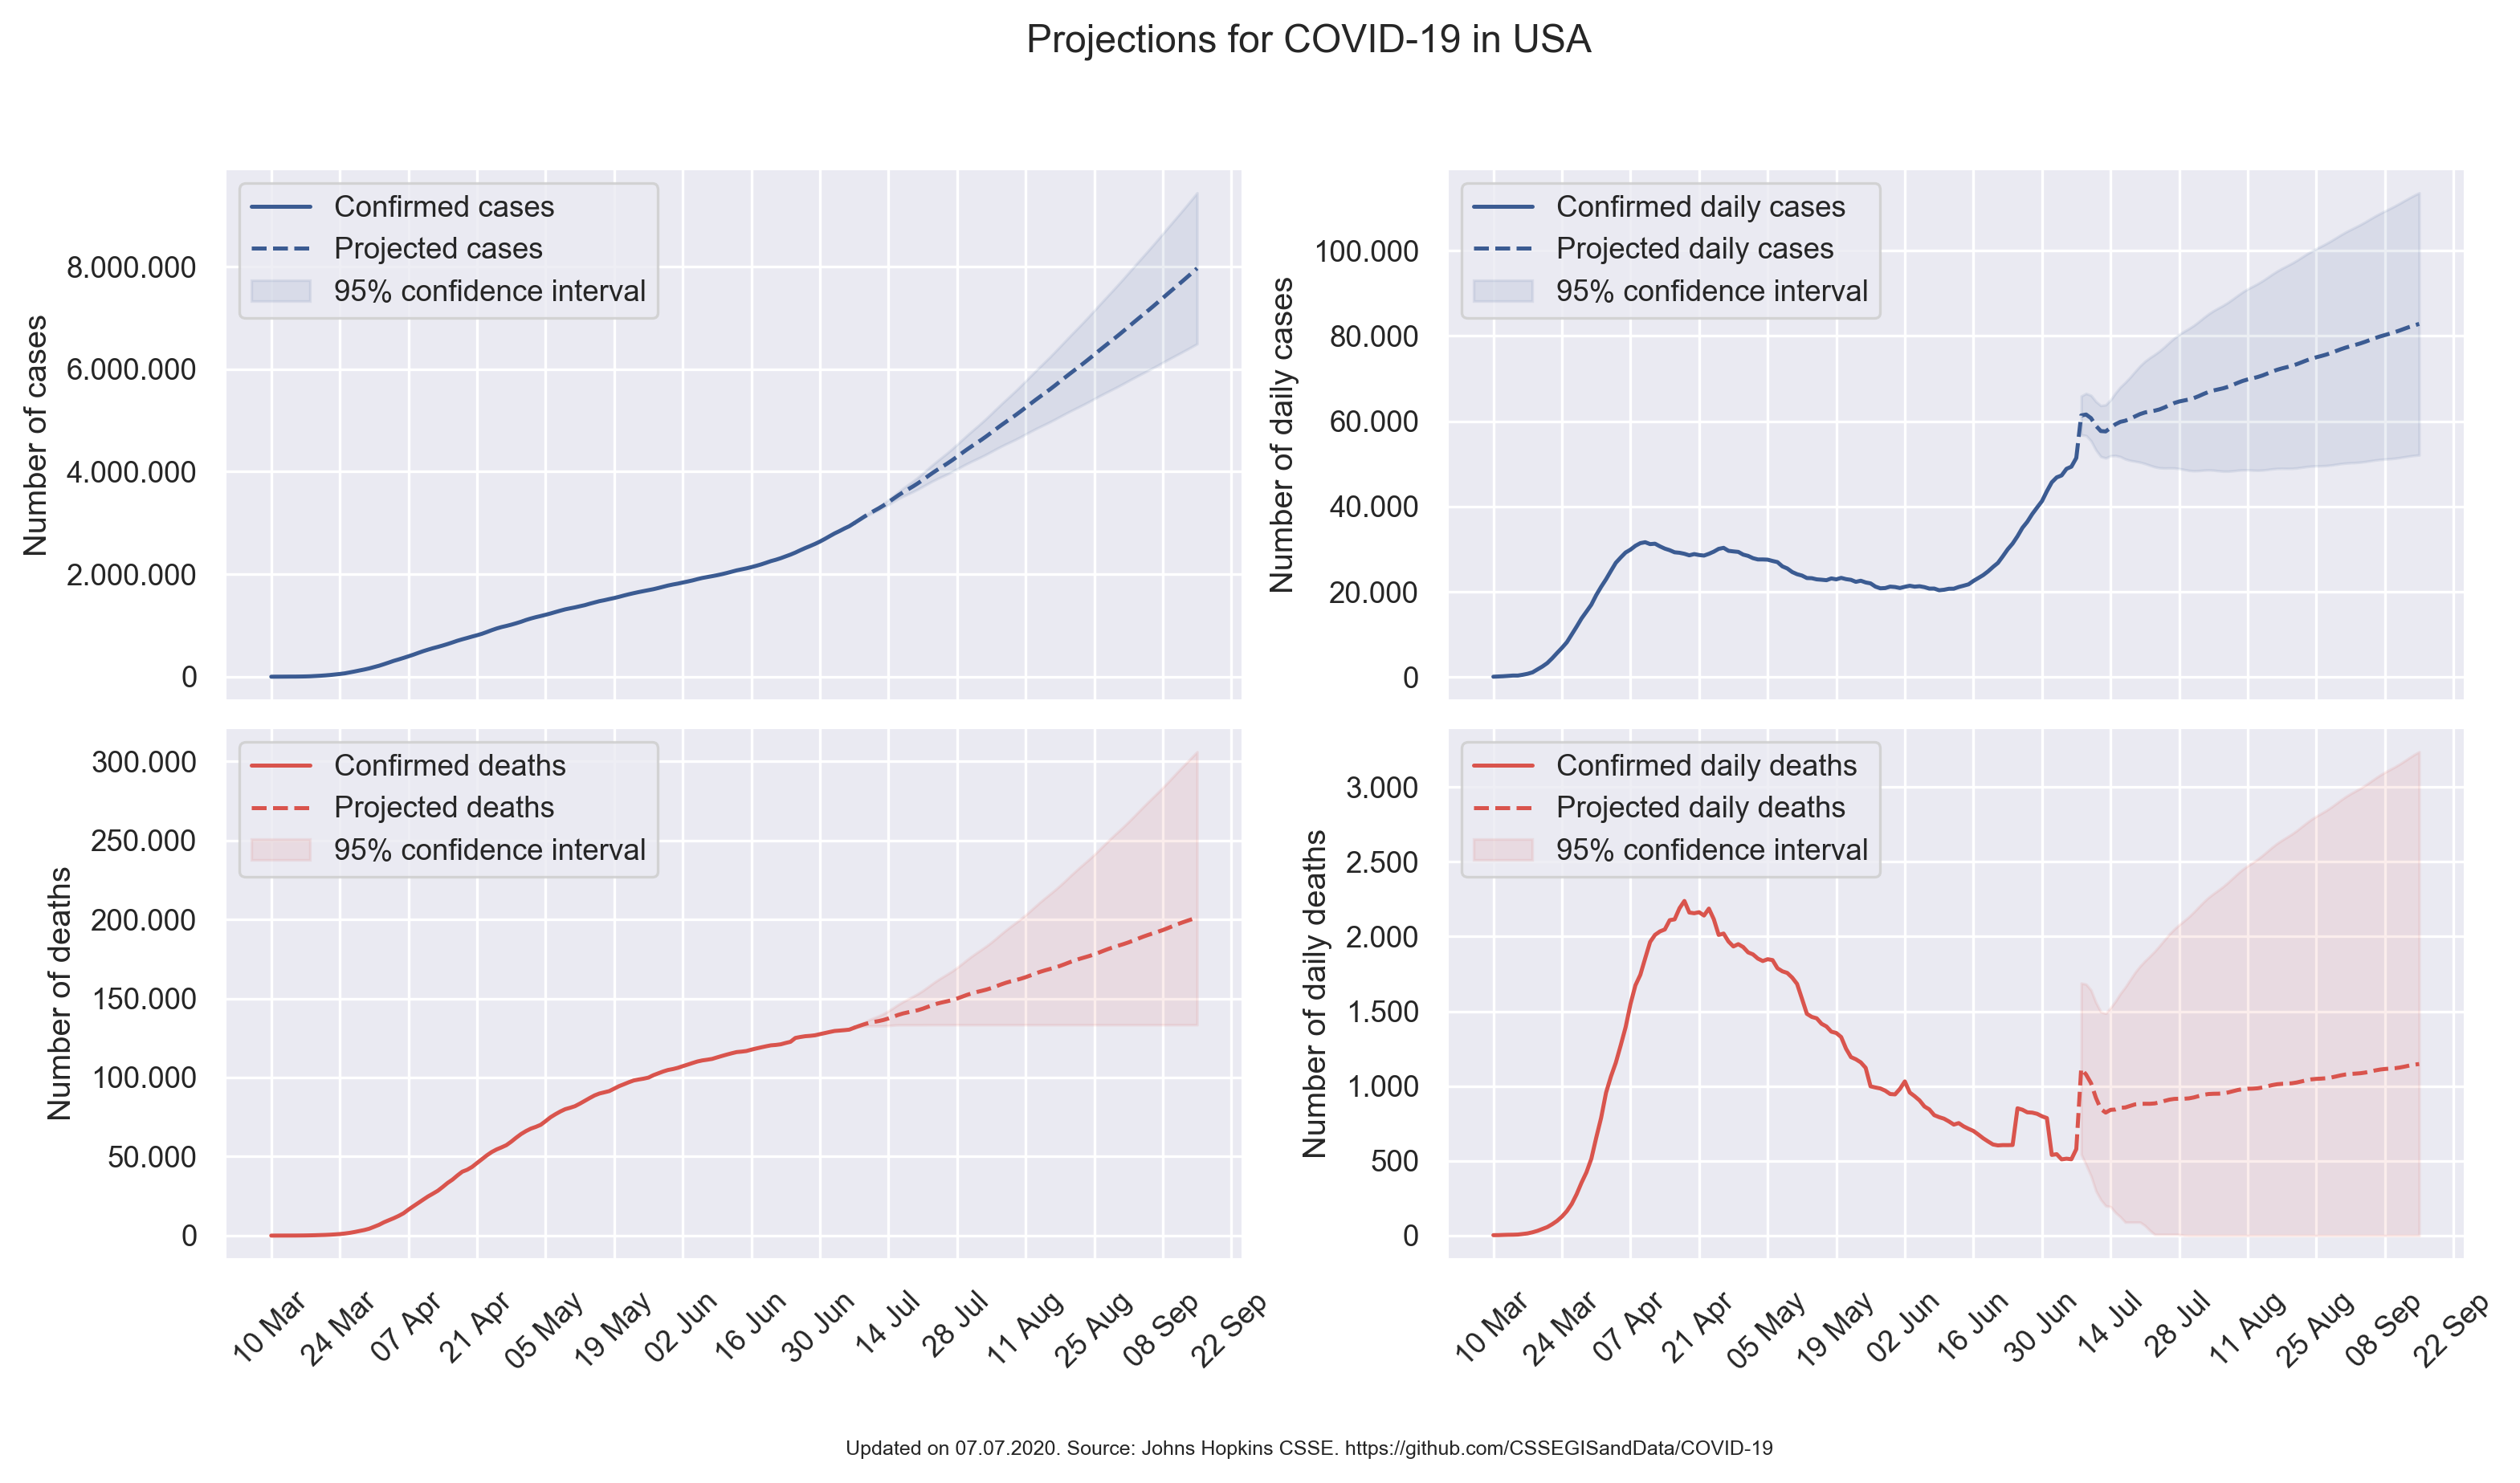 Projections for COVID-19 in USA
Number of cases
8.000.000
6.000.000
4.000.000
2.000.000
0
Confirmed cases
Projected cases
95% confidence interval
Number of daily cases
100.000
80.000
60.000
40.000
20.000
0
Confirmed daily cases
Projected daily cases
95% confidence interval
Number of deaths
300.000
250.000
200.000
150.000
100.000
50.000
0
Confirmed deaths
Projected deaths
95% confidence interval
10 Mar
24 Mar
07 Apr
21 Apr
05 May
19 May
02 Jun
16 Jun
30 Jun
14 Jul
28 Jul
11 Aug
25 Aug
08 Sep
22 Sep
Number of daily deaths
3.000
2.500
2.000
1.500
1.000
500
0
Confirmed daily deaths
Projected daily deaths
95% confidence interval
10 Mar
24 Mar
07 Apr
21 Apr
05 May
19 May
02 Jun
16 Jun
30 Jun
14 Jul
28 Jul
11 Aug
25 Aug
08 Sep
22 Sep
Updated on 07.07.2020. Source: Johns Hopkins CSSE. https://github.com/CSSEGISandData/COVID-19